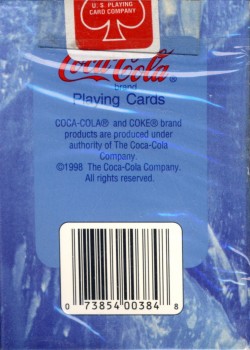 U. S. PLAYING
CARD COMPANY
Coca-Cola®
brand
Playing Cards
COCA-COLA® and COKE® brand
products are produced under
authority of The Coca-Cola
Company.
©1998 The Coca-Cola Company.
All rights reserved.
0 73854 00384 8